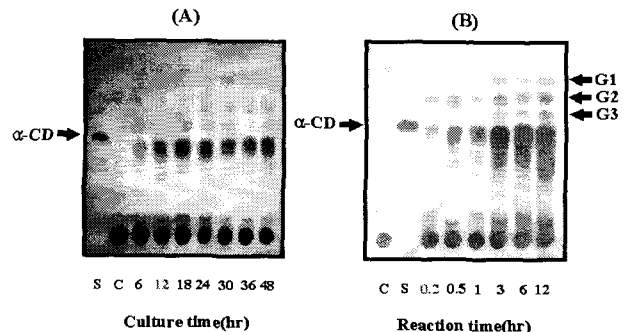 (A)
(B)
α-CD
α-CD
G1
G2
G3
S C 6 12 18 24 30 36 48
C S 0.2 0.5 1 3 6 12
Culture time(hr)
Reaction time(hr)